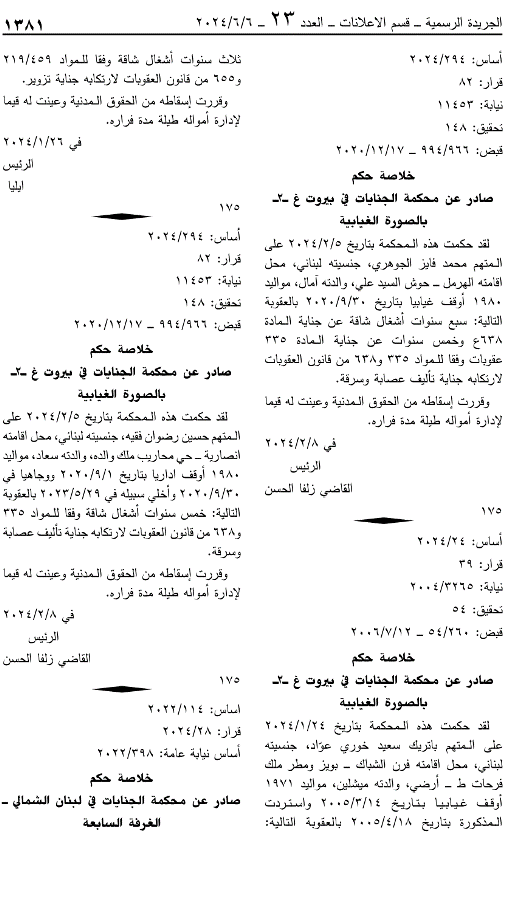 الجريدة الرسمية ــ قسم الاعلانات ــ العدد ٢٣ ــ ٢٠٢٤/٦/٦
١٣٨١
أساس: ٢٠٢٤/٢٩٤
قرار: ٨٢
نيابة: ١١٤٥٣
تحقيق: ١٤٨
قبض: ٩٩٤/٩٦٦ ــ ٢٠٢٠/١٢/١٧
خلاصة حكم
صادر عن محكمة الجنايات في بيروت غ ــ٢ــ
بالصورة الغيابية
لقد حكمت هذه المحكمة بتاريخ ٢٠٢٤/٢/٥ على
المتهم محمد فايز الجوهري، جنسيته لبناني، محل
اقامته الهرمل ــ حوش السيد علي، والدته آمال، مواليد
١٩٨٠ أوقف غيابيا بتاريخ ٢٠٢٠/٩/٣٠ بالعقوبة
التالية: سبع سنوات أشغال شاقة عن جناية المادة
٦٣٨ع وخمس سنوات عن جناية المادة ٣٣٥
عقوبات وفقا للمواد ٣٣٥ و٦٣٨ من قانون العقوبات
لارتكابه جناية تأليف عصابة وسرقة.
وقررت إسقاطه من الحقوق المدنية وعينت له قيما
لإدارة أمواله طيلة مدة فراره.
في ٢٠٢٤/٢/٨
الرئيس
القاضي زلفا الحسن
١٧٥
أساس: ٢٠٢٤/٢٤
قرار: ٣٩
نيابة: ٢٠٠٤/٣٢٦٥
تحقيق: ٥٤
قبض: ٥٤/٢٦٠ ــ ٢٠٠٦/٧/١٢
خلاصة حكم
صادر عن محكمة الجنايات في بيروت غ ــ٢ــ
بالصورة الغيابية
لقد حكمت هذه المحكمة بتاريخ ٢٠٢٤/١/٢٤
على المتهم باتريك سعيد خوري عوّاد، جنسيته
لبناني، محل اقامته فرن الشباك ــ بويز ومطر ملك
فرحات ط ــ أرضي، والدته ميشلين، مواليد ١٩٧١
أوقف غيابيا بتاريخ ٢٠٠٥/٣/١٤ واستردت
المذكورة بتاريخ ٢٠٠٥/٤/١٨ بالعقوبة التالية:
ثلاث سنوات أشغال شاقة وفقا للمواد ٢١٩/٤٥٩
و٦٥٥ من قانون العقوبات لارتكابه جناية تزوير.
وقررت إسقاطه من الحقوق المدنية وعينت له قيما
لإدارة أمواله طيلة مدة فراره.
في ٢٠٢٤/١/٢٦
الرئيس
ايليا
١٧٥
أساس: ٢٠٢٤/٢٩٤
قرار: ٨٢
نيابة: ١١٤٥٣
تحقيق: ١٤٨
قبض: ٩٩٤/٩٦٦ ــ ٢٠٢٠/١٢/١٧
خلاصة حكم
صادر عن محكمة الجنايات في بيروت غ ــ٢ــ
بالصورة الغيابية
لقد حكمت هذه المحكمة بتاريخ ٢٠٢٤/٢/٥ على
المتهم حسين رضوان فقيه، جنسيته لبناني، محل اقامته
انصارية ــ حي محاريب ملك والده، والدته سعاد، مواليد
١٩٨٠ أوقف اداريا بتاريخ ٢٠٢٠/٩/١ ووجاهيا في
٢٠٢٠/٩/٣٠ وأخلي سبيله في ٢٠٢٣/٥/٢٩ بالعقوبة
التالية: خمس سنوات أشغال شاقة وفقا للمواد ٣٣٥
و٦٣٨ من قانون العقوبات لارتكابه جناية تأليف عصابة
وسرقة.
وقررت إسقاطه من الحقوق المدنية وعينت له قيما
لإدارة أمواله طيلة مدة فراره.
في ٢٠٢٤/٢/٨
الرئيس
القاضي زلفا الحسن
١٧٥
اساس: ٢٠٢٢/١١٤
قرار: ٢٠٢٤/٢٨
أساس نيابة عامة: ٢٠٢٢/٣٩٨
خلاصة حكم
صادر عن محكمة الجنايات في لبنان الشمالي ــ
الغرفة السابعة